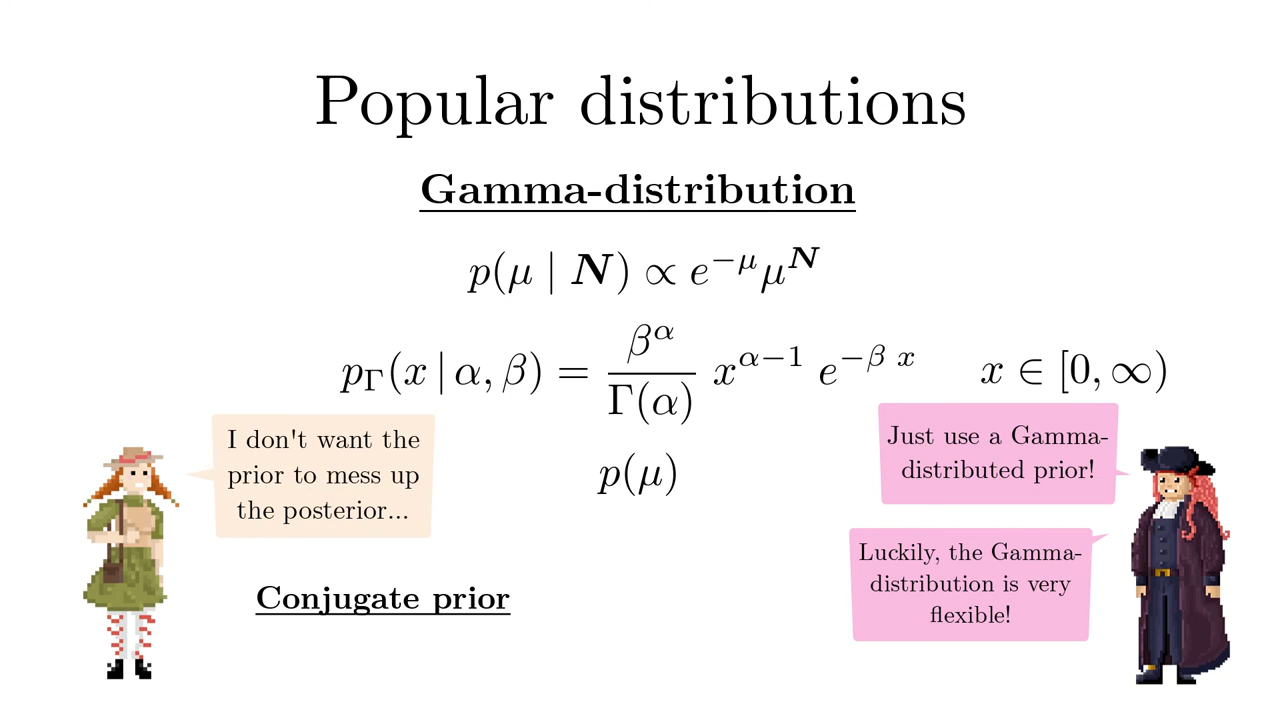 Popular distributions
Gamma-distribution
p(μ | N) ∝ e^{−μ} μ^{N}
p_Γ(x | α, β) = \frac{β^α}{Γ(α)} x^{α−1} e^{−β x}   x ∈ [0, ∞)
I don't want the
prior to mess up
the posterior...
p(μ)
Just use a Gamma-
distributed prior!
Luckily, the Gamma-
distribution is very
flexible!
Conjugate prior